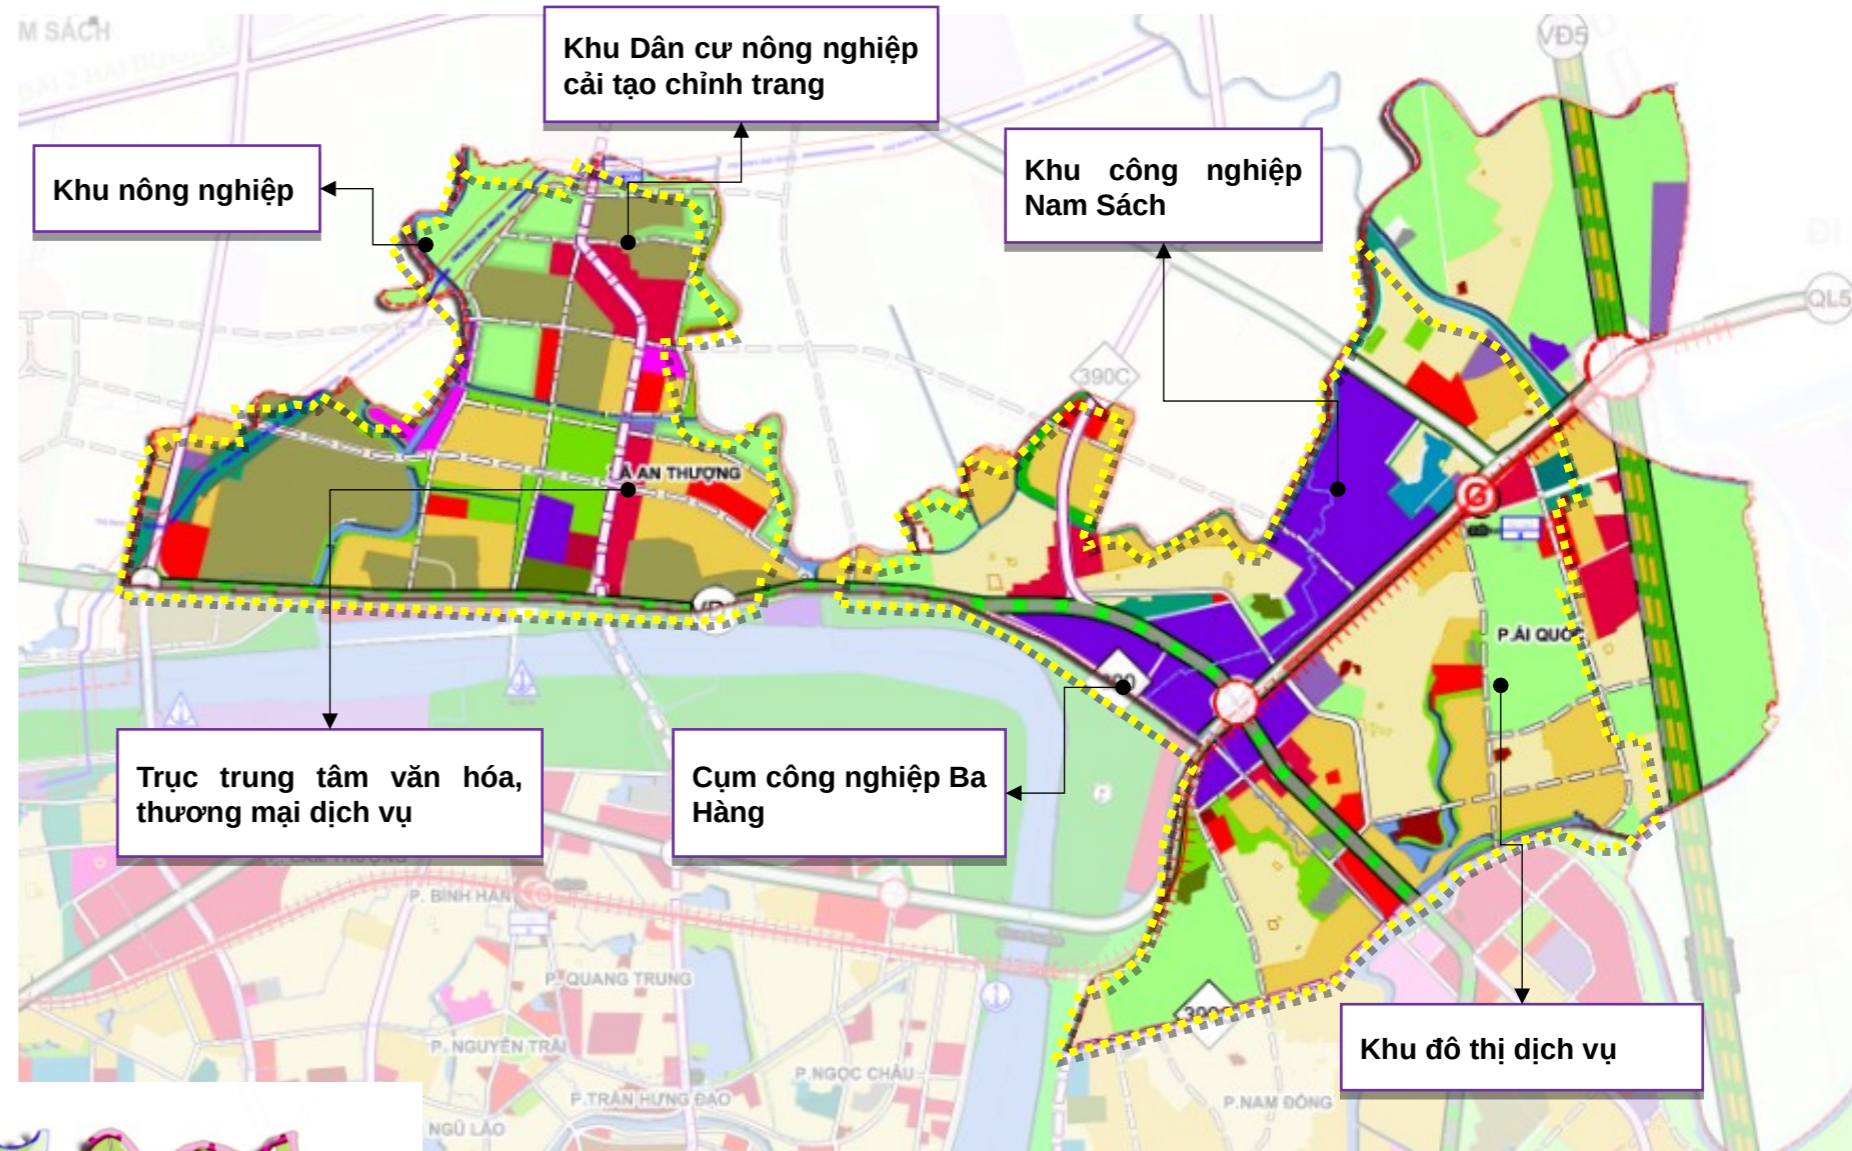 M SÁCH
Khu Dân cư nông nghiệp
cải tạo chỉnh trang
VĐ5
Khu nông nghiệp
Khu công nghiệp
Nam Sách
QL5
390C
XÃ AN THƯỢNG
G
P.ÁI QUỐC
Trục trung tâm văn hóa,
thương mại dịch vụ
Cụm công nghiệp Ba
Hàng
P. BÌNH HÀN
P. QUANG TRUNG
390
Khu đô thị dịch vụ
P. NGUYỄN TRÃI
P.NGỌC CHÂU
P.TRẦN HƯNG ĐẠO
P.NAM ĐỒNG
NGŨ LÃO